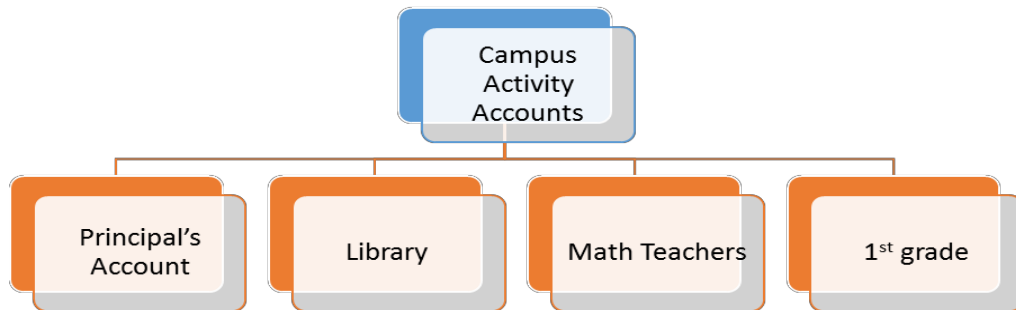 Campus
Activity
Accounts
Principal’s
Account
Library
Math Teachers
1st grade